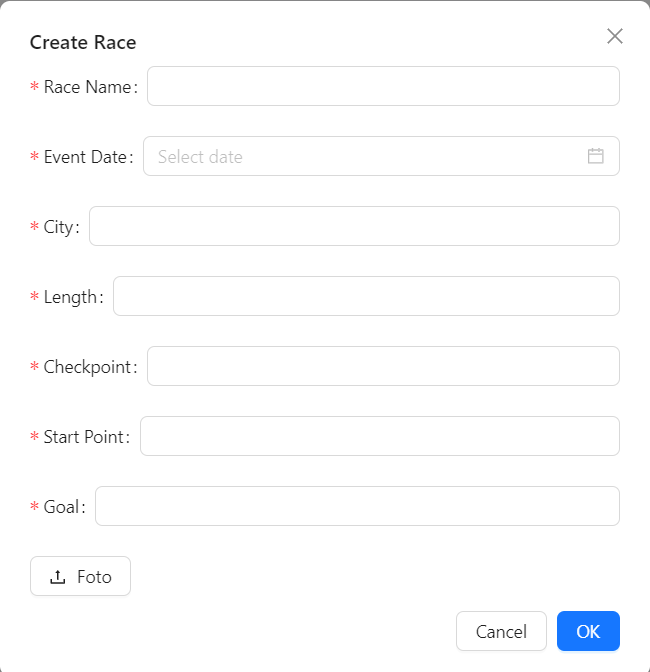 Create Race
* Race Name:
* Event Date: Select date
* City:
* Length:
* Checkpoint:
* Start Point:
* Goal:
Foto
Cancel OK